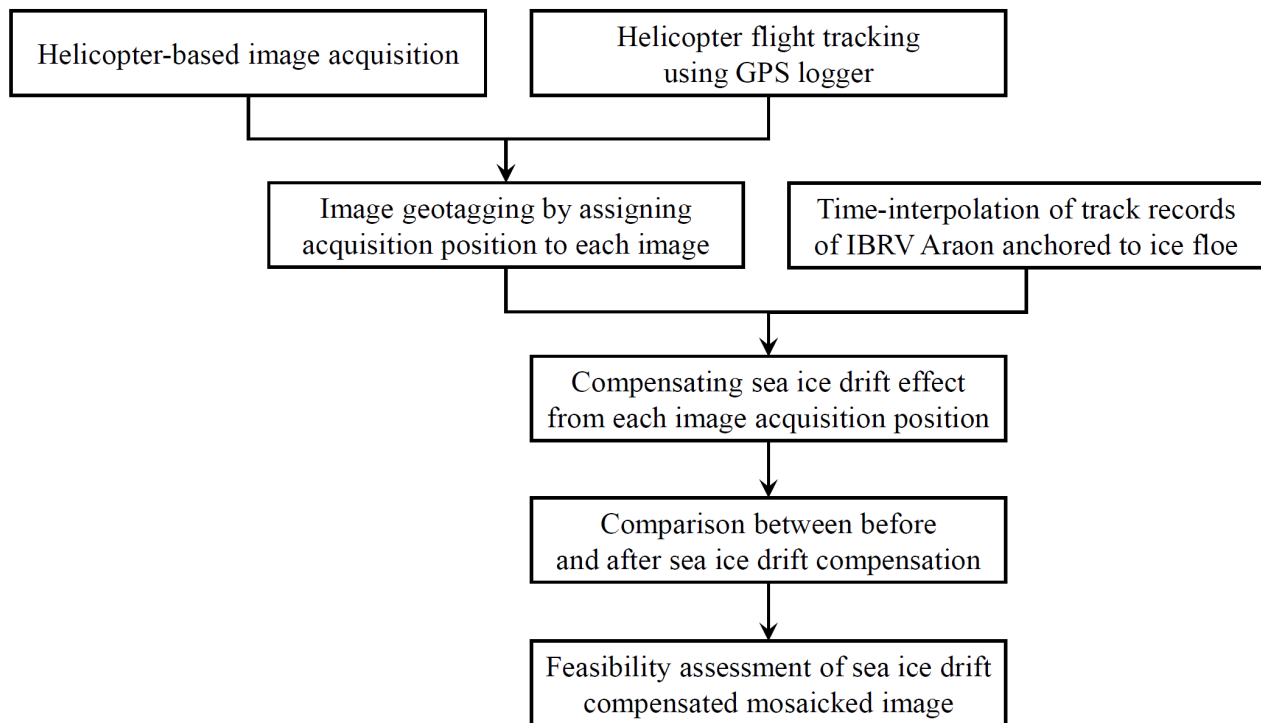 Helicopter-based image acquisition
Helicopter flight tracking
using GPS logger
Image geotagging by assigning
acquisition position to each image
Time-interpolation of track records
of IBRV Araon anchored to ice floe
Compensating sea ice drift effect
from each image acquisition position
Comparison between before
and after sea ice drift compensation
Feasibility assessment of sea ice drift
compensated mosaicked image